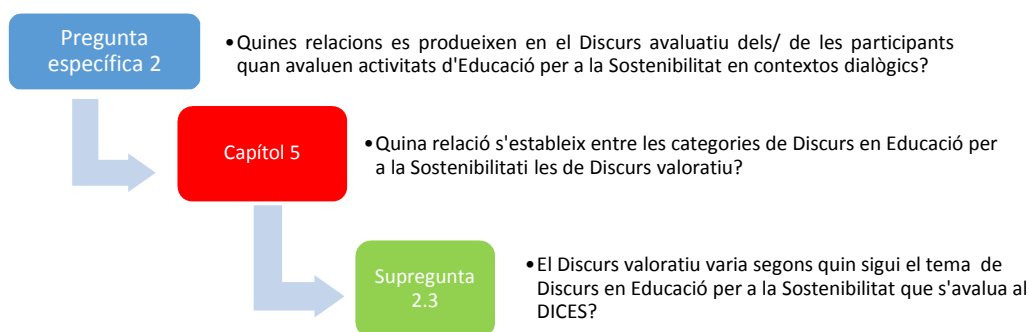 Pregunta
específica 2
•Quines relacions es produeixen en el Discurs avaluatiu dels/ de les participants
quan avaluen activitats d'Educació per a la Sostenibilitat en contextos dialògics?
Capítol 5
•Quina relació s'estableix entre les categories de Discurs en Educació per
a la Sostenibilitati les de Discurs valoratiu?
Supregunta
2.3
•El Discurs valoratiu varia segons quin sigui el tema de
Discurs en Educació per a la Sostenibilitat que s'avalua al
DICES?